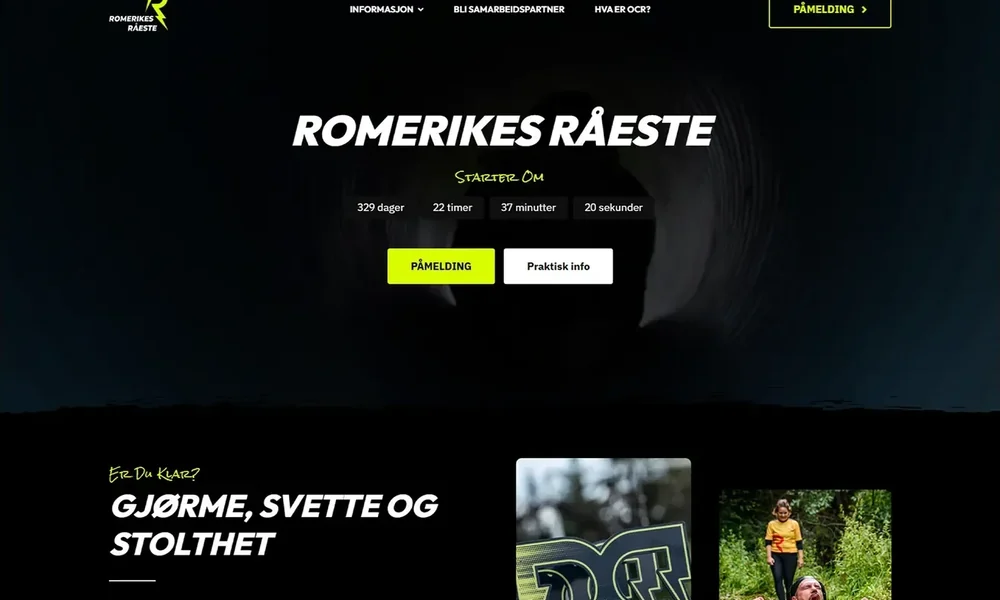 ROMERIKES
RÅESTE
INFORMASJON
BLI SAMARBEIDSPARTNER
HVA ER OCR?
PÅMELDING
ROMERIKES RÅESTE
Starter Om
329 dager
22 timer
37 minutter
20 sekunder
PÅMELDING
Praktisk info
Er Du Klar?
GJØRME, SVETTE OG
STOLTHET